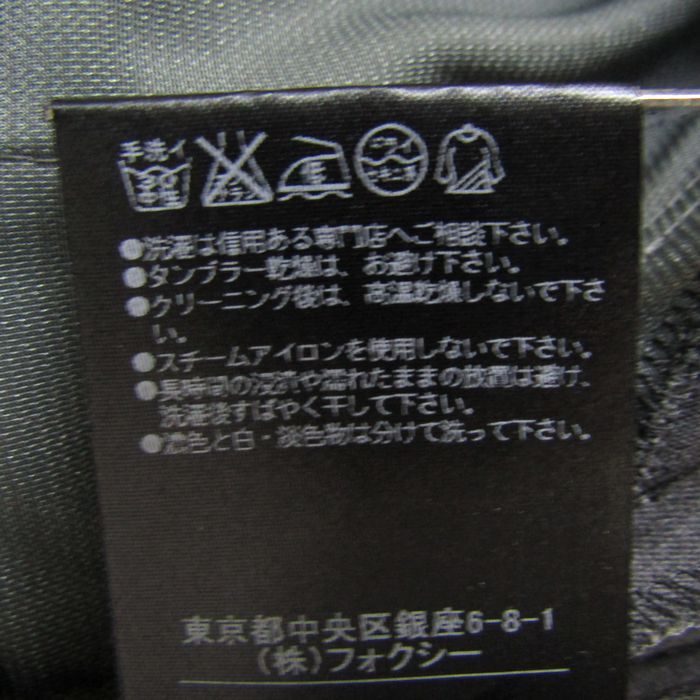 手洗イ
●洗濯は信用ある専門店へご相談下さい。
●タンブラー乾燥は、お避け下さい。
●クリーニング後は、高温乾燥しないで下さ
い。
●スチームアイロンを使用しないで下さい。
●長時間の浸漬や濡れたままの放置は避け、
洗濯後すばやく干して下さい。
●濃色と白・淡色物は分けて洗って下さい。
東京都中央区銀座6-8-1
(株)フォクシー